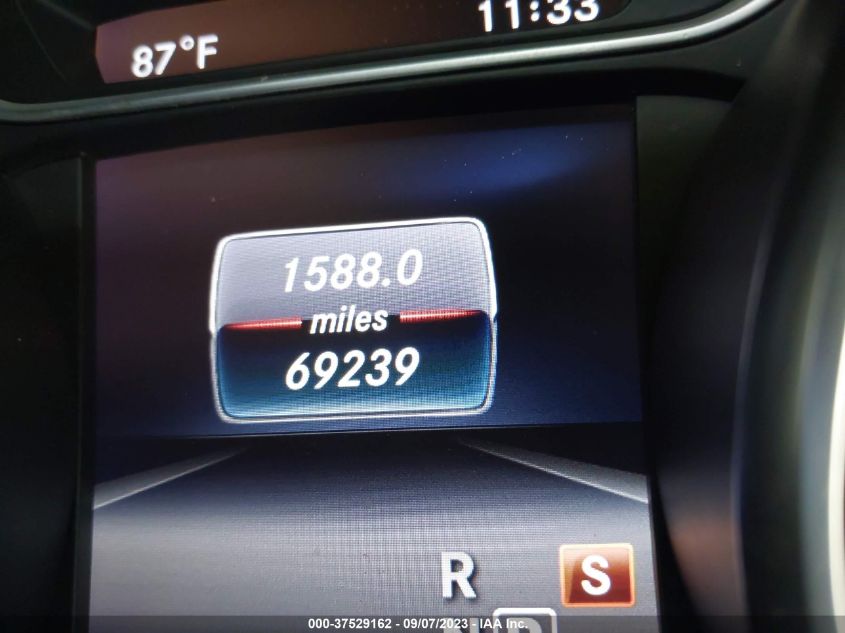 87°F 11:33
1588.0
miles
69239
R S
N D
000-37529162 - 09/07/2023 - IAA Inc.